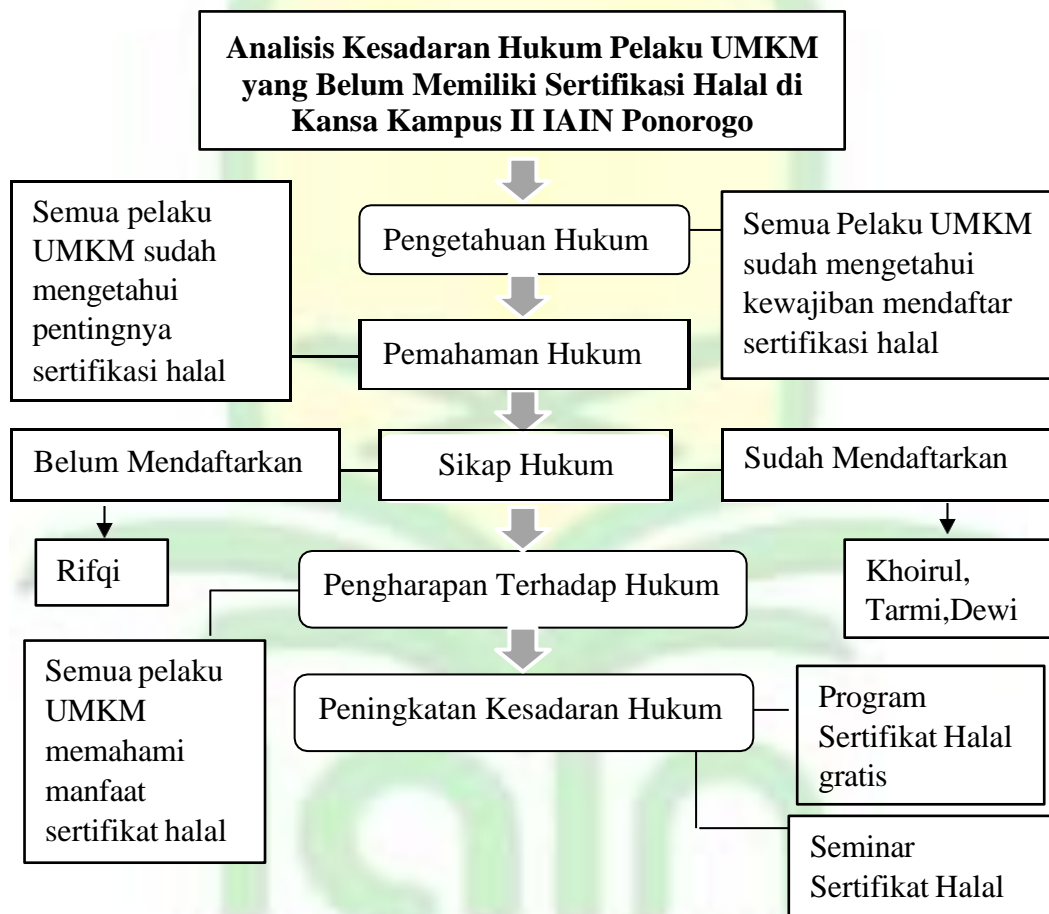 Analisis Kesadaran Hukum Pelaku UMKM
yang Belum Memiliki Sertifikasi Halal di
Kansa Kampus II IAIN Ponorogo
Semua pelaku
UMKM sudah
mengetahui
pentingnya
sertifikasi halal
Pengetahuan Hukum
Semua Pelaku UMKM
sudah mengetahui
kewajiban mendaftar
sertifikasi halal
Pemahaman Hukum
Belum Mendaftarkan
Sikap Hukum
Sudah Mendaftarkan
Rifqi
Khoirul,
Tarmi,Dewi
Pengharapan Terhadap Hukum
Semua pelaku
UMKM
memahami
manfaat
sertifikat halal
Peningkatan Kesadaran Hukum
Program
Sertifikat Halal
gratis
Seminar
Sertifikat Halal
iain